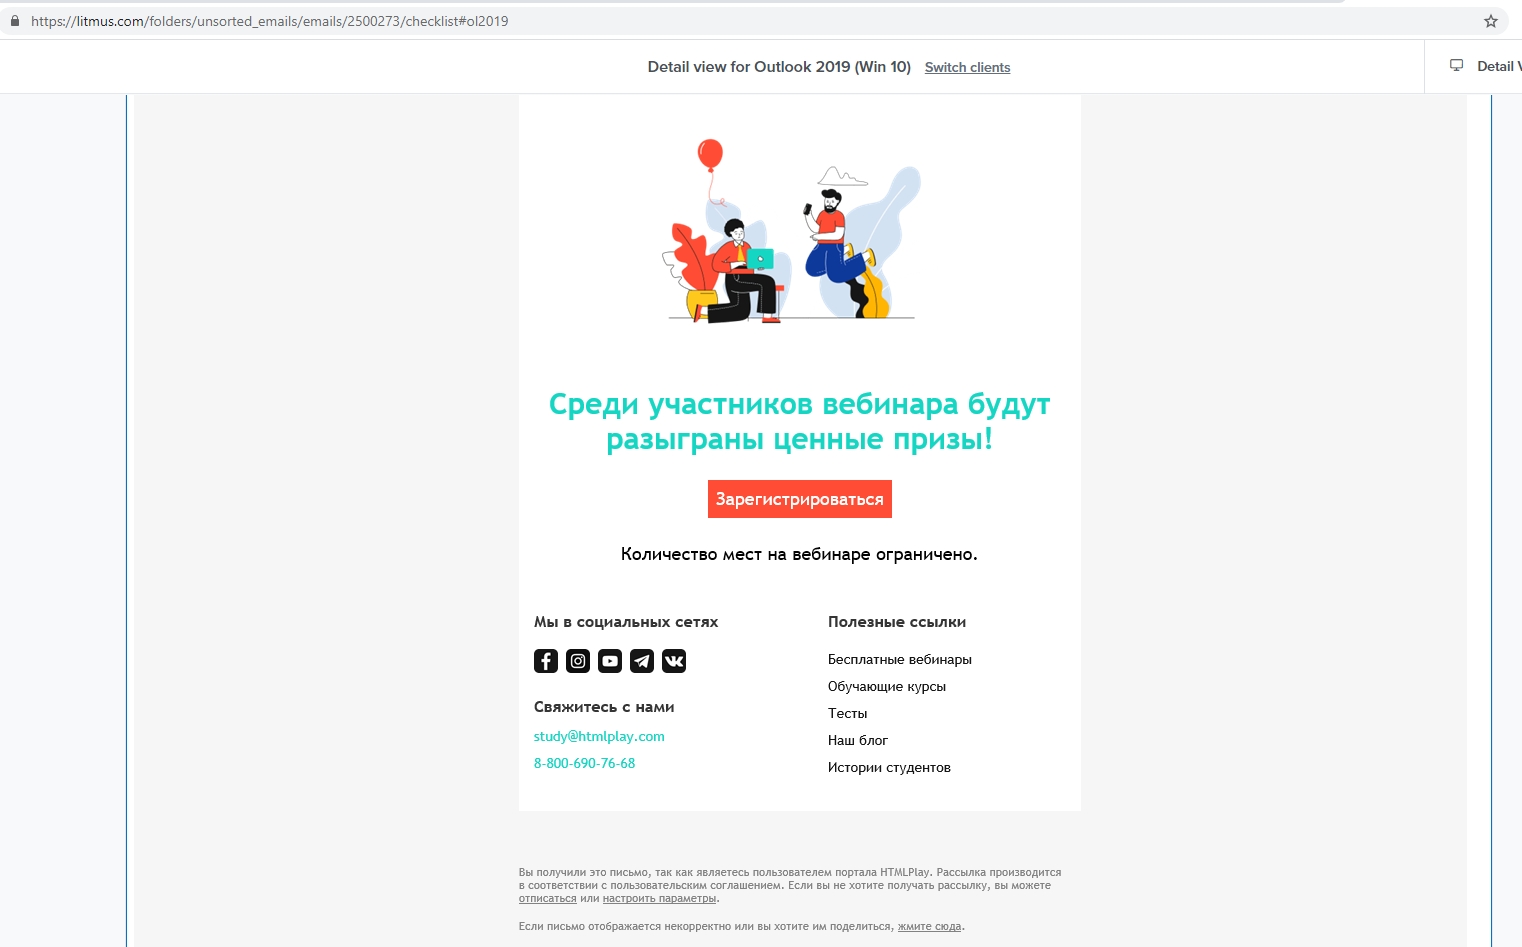 https://litmus.com/folders/unsorted_emails/emails/2500273/checklist#ol2019
Detail view for Outlook 2019 (Win 10) Switch clients
Detail V
Среди участников вебинара будут
разыграны ценные призы!
Зарегистрироваться
Количество мест на вебинаре ограничено.
Мы в социальных сетях
Свяжитесь с нами
study@htmlplay.com
8-800-690-76-68
Полезные ссылки
Бесплатные вебинары
Обучающие курсы
Тесты
Наш блог
Истории студентов
Вы получили это письмо, так как являетесь пользователем портала HTMLPlay. Рассылка производится
в соответствии с пользовательским соглашением. Если вы не хотите получать рассылку, вы можете
отписаться или настроить параметры.
Если письмо отображается некорректно или вы хотите им поделиться, жмите сюда.